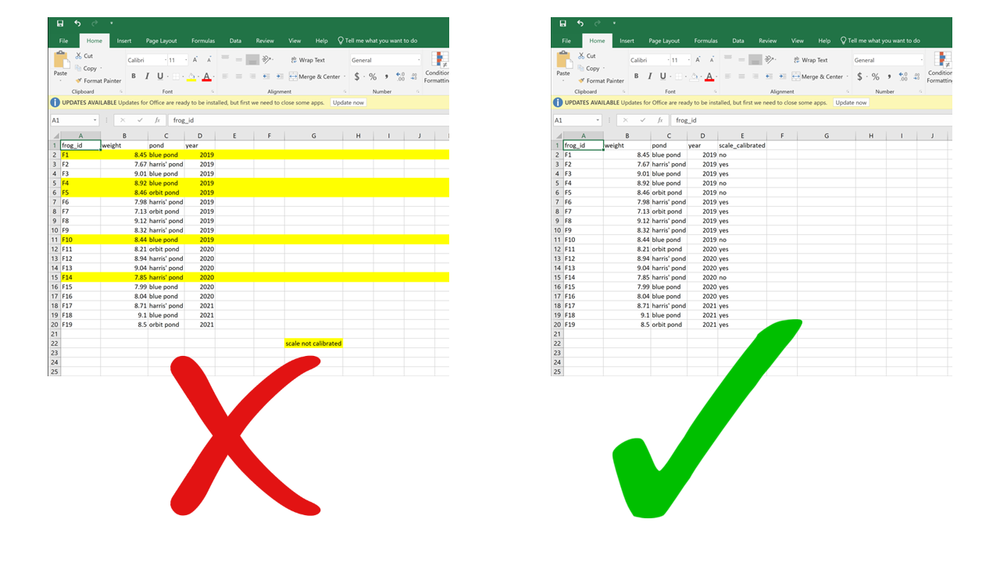 File Home Insert Page Layout Formulas Data Review View Help Tell me what you want to do
Cut
Copy
Paste
Format Painter
Calibri 11
B I U A
Wrap Text
Merge & Center
General
$ % ,
Condition
Formatting
Clipboard Font Alignment Number
UPDATES AVAILABLE Updates for Office are ready to be installed, but first we need to close some apps. Update now
A1 fx frog_id
A B C D E F G H I J
1 frog_id weight pond year
2 F1 8.45 blue pond 2019
3 F2 7.67 harris' pond 2019
4 F3 9.01 blue pond 2019
5 F4 8.92 blue pond 2019
6 F5 8.46 orbit pond 2019
7 F6 7.98 harris' pond 2019
8 F7 7.13 orbit pond 2019
9 F8 9.12 harris' pond 2019
10 F9 8.32 harris' pond 2019
11 F10 8.44 blue pond 2019
12 F11 8.21 orbit pond 2020
13 F12 8.94 harris' pond 2020
14 F13 9.04 harris' pond 2020
15 F14 7.85 harris' pond 2020
16 F15 7.99 blue pond 2020
17 F16 8.04 blue pond 2020
18 F17 8.71 harris' pond 2021
19 F18 9.1 blue pond 2021
20 F19 8.5 orbit pond 2021
21
22 scale not calibrated
23
24
25
File Home Insert Page Layout Formulas Data Review View Help Tell me what you want to do
Cut
Copy
Paste
Format Painter
Calibri 11
B I U A
Wrap Text
Merge & Center
General
$ % ,
Condition
Formatting
Clipboard Font Alignment Number
UPDATES AVAILABLE Updates for Office are ready to be installed, but first we need to close some apps. Update now
A1 fx frog_id
A B C D E F G H I J
1 frog_id weight pond year scale_calibrated
2 F1 8.45 blue pond 2019 no
3 F2 7.67 harris' pond 2019 yes
4 F3 9.01 blue pond 2019 yes
5 F4 8.92 blue pond 2019 no
6 F5 8.46 orbit pond 2019 no
7 F6 7.98 harris' pond 2019 yes
8 F7 7.13 orbit pond 2019 yes
9 F8 9.12 harris' pond 2019 yes
10 F9 8.32 harris' pond 2019 yes
11 F10 8.44 blue pond 2019 no
12 F11 8.21 orbit pond 2020 yes
13 F12 8.94 harris' pond 2020 yes
14 F13 9.04 harris' pond 2020 yes
15 F14 7.85 harris' pond 2020 no
16 F15 7.99 blue pond 2020 yes
17 F16 8.04 blue pond 2020 yes
18 F17 8.71 harris' pond 2021 yes
19 F18 9.1 blue pond 2021 yes
20 F19 8.5 orbit pond 2021 yes
21
22
23
24
25